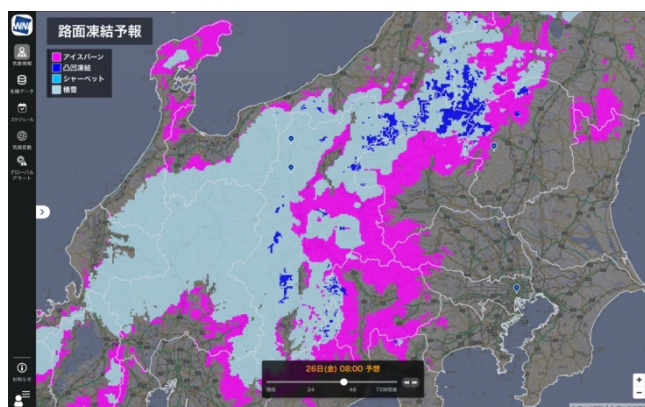 WNI
路面凍結予報
アイスバーン
凸凹凍結
シャーベット
積雪
気象情報
各種データ
スケジュール
気候変動
グローバル
アラート
お知らせ
26日(金) 08:00 予想
現在 24 48 72時間後